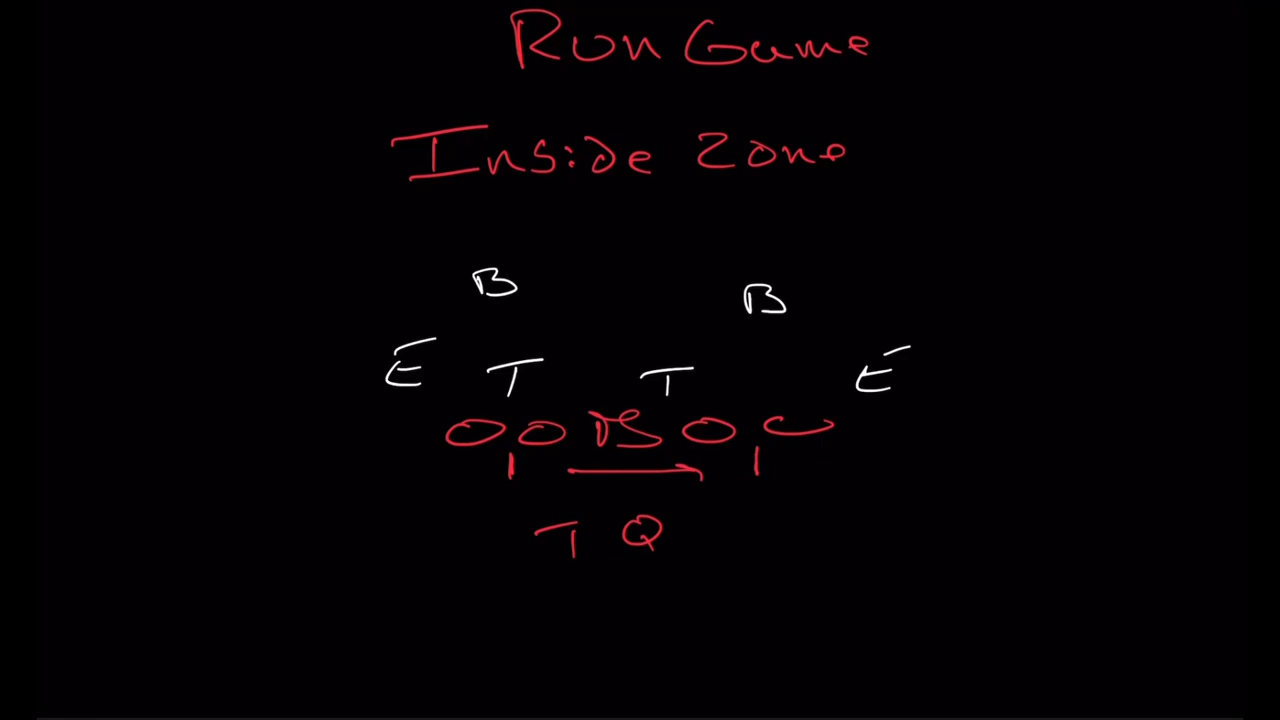 Run Game
Inside Zone
B B
E T T E
O O O O
T Q